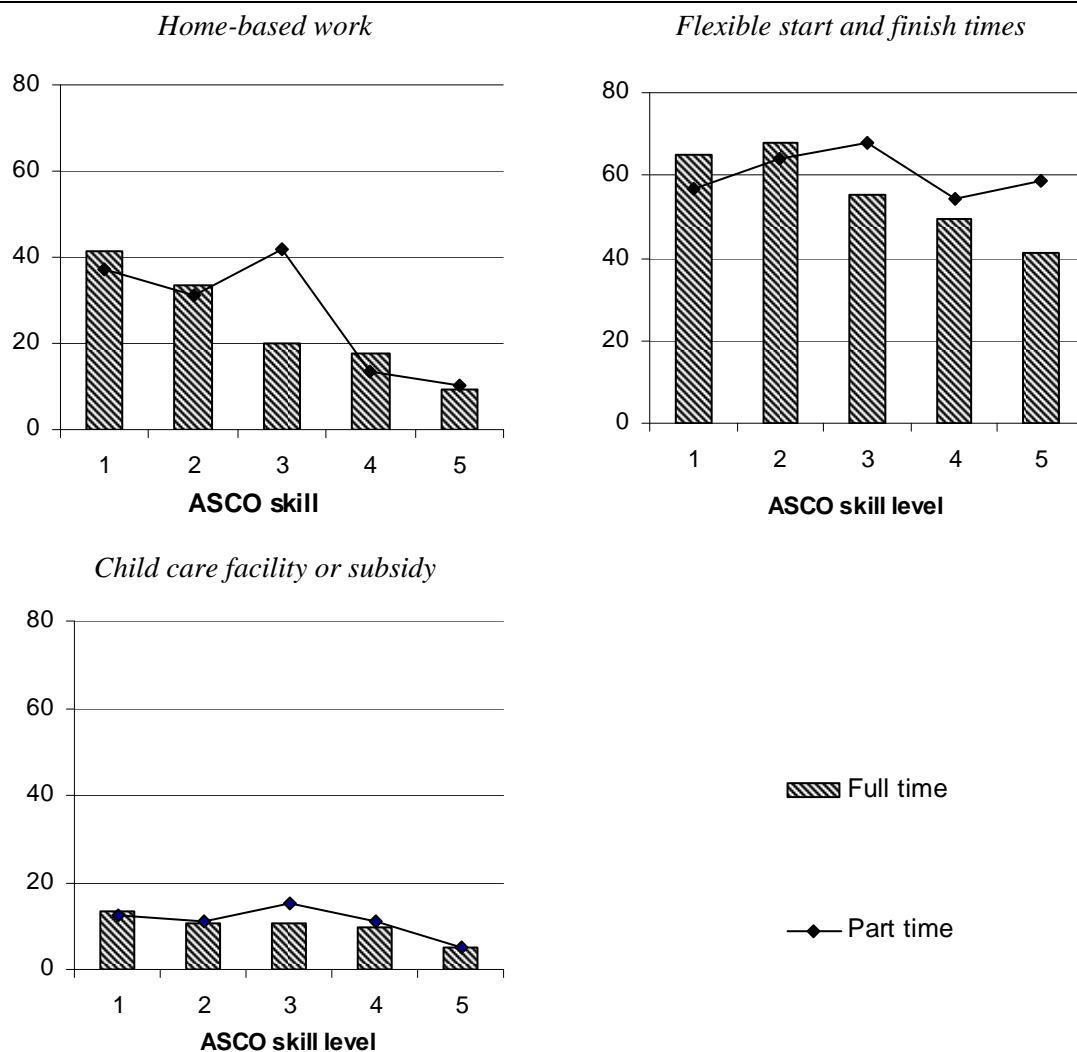 Home-based work
80
60
40
20
0
1 2 3 4 5
ASCO skill
Flexible start and finish times
80
60
40
20
0
1 2 3 4 5
ASCO skill level
Child care facility or subsidy
80
60
40
20
0
1 2 3 4 5
ASCO skill level
Full time
Part time